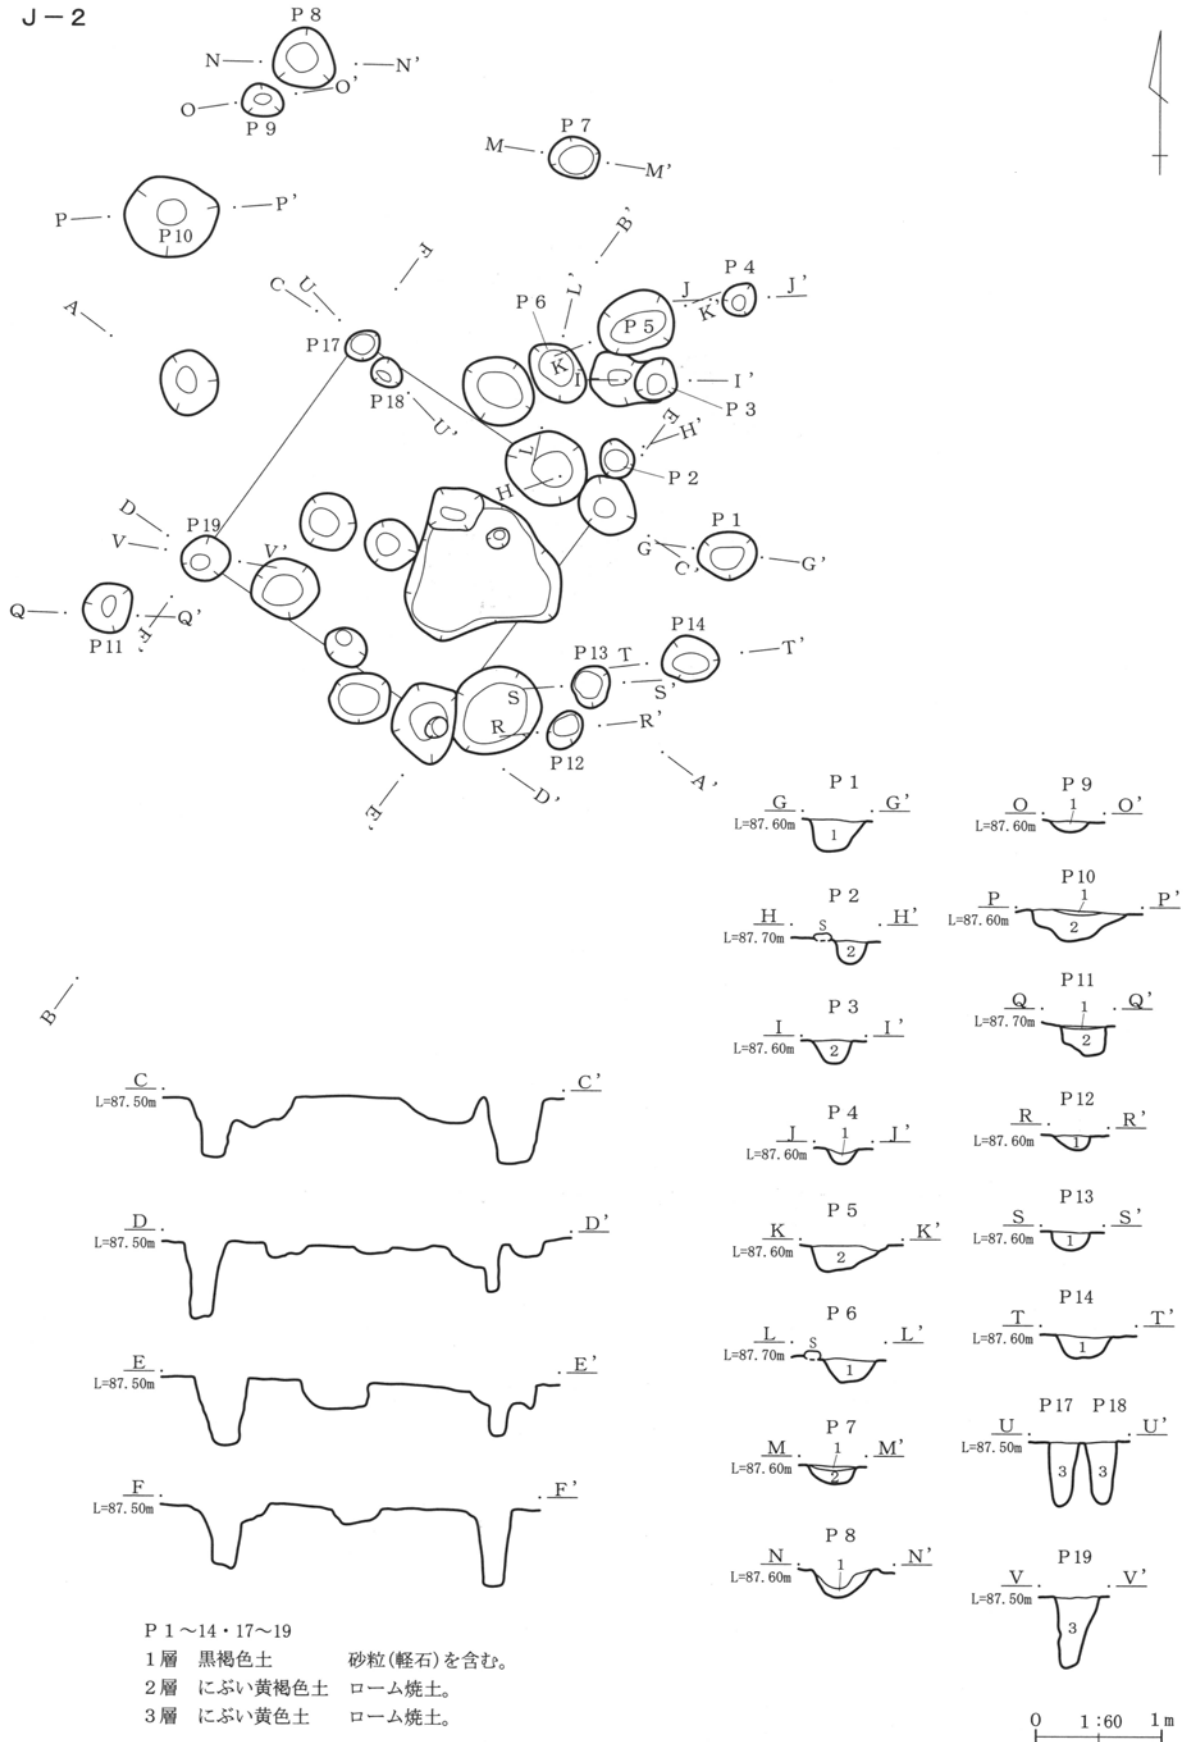 J－2
P 8
N
N'
O'
O
P 9
P 7
M
M'
P
P'
P10
B'
F
C
U
L'
J
P 4
J'
K'
A
P 6
P 5
P17
K
I
I'
P18
P 3
U'
E
H'
L
H
P 2
D
P19
V
V'
P 1
G
C'
G'
Q
Q'
P11
F'
P14
P13
T
T'
S
S'
R
R'
P12
A'
D'
E'
B
C
C'
L=87.50m
D
D'
L=87.50m
E
E'
L=87.50m
F
F'
L=87.50m
P 1
G
G'
L=87.60m
1
P 2
H
S
H'
L=87.70m
2
P 3
I
I'
L=87.60m
2
P 4
J
1
J'
L=87.60m
P 5
K
K'
L=87.60m
2
P 6
L
S
L'
L=87.70m
1
P 7
M
1
M'
L=87.60m
2
P 8
N
1
N'
L=87.60m
P 9
O
1
O'
L=87.60m
P10
P
1
P'
L=87.60m
2
P11
Q
1
Q'
L=87.70m
2
P12
R
R'
L=87.60m
1
P13
S
S'
L=87.60m
1
P14
T
T'
L=87.60m
1
P17 P18
U
U'
L=87.50m
3 3
P19
V
V'
L=87.50m
3
P 1～14・17～19
1層 黒褐色土 砂粒(軽石)を含む。
2層 にぶい黄褐色土 ローム焼土。
3層 にぶい黄色土 ローム焼土。
0 1:60 1m